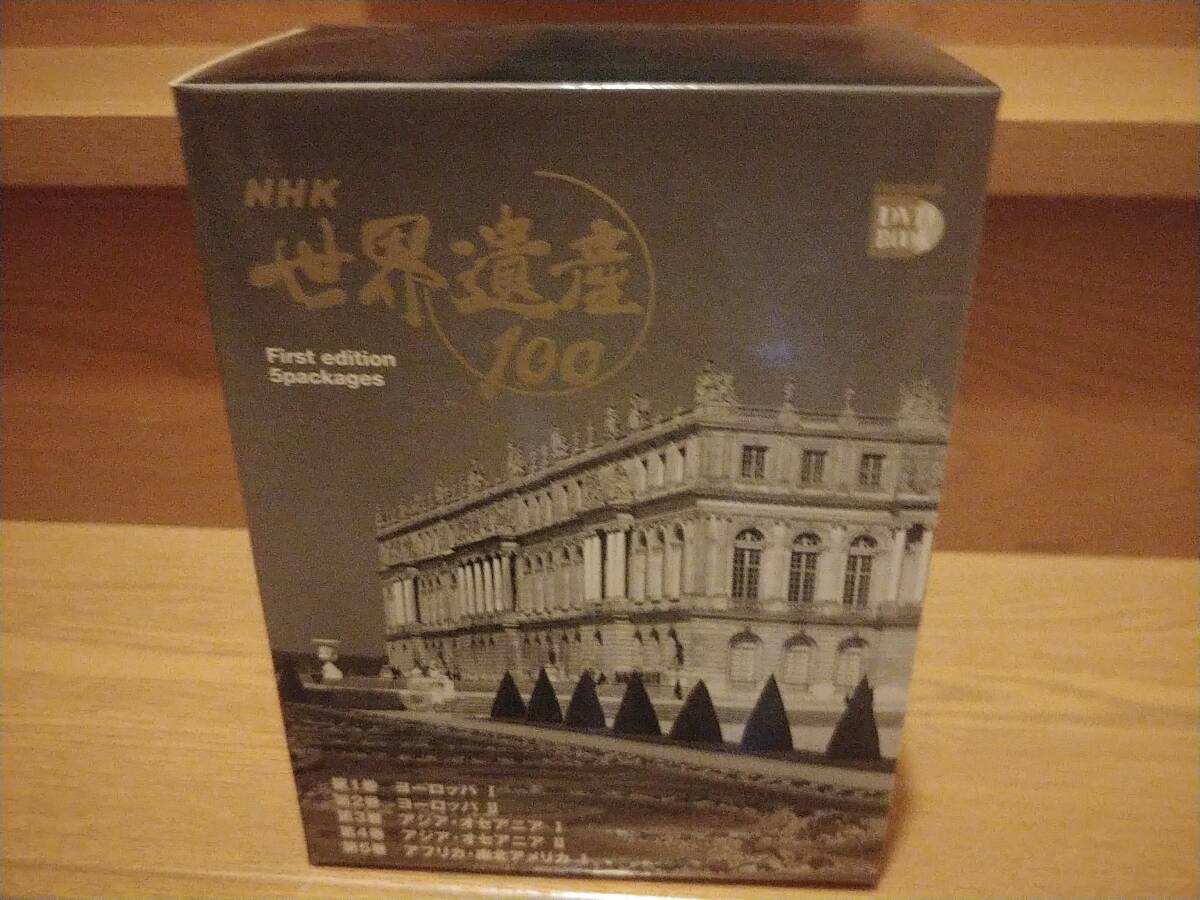 NHK
世界遺産
100
First edition
5packages
DVD
BOOK
第1巻 ヨーロッパ I
第2巻 ヨーロッパ II
第3巻 アジア・オセアニア I
第4巻 アジア・オセアニア II
第5巻 アフリカ・南北アメリカ I